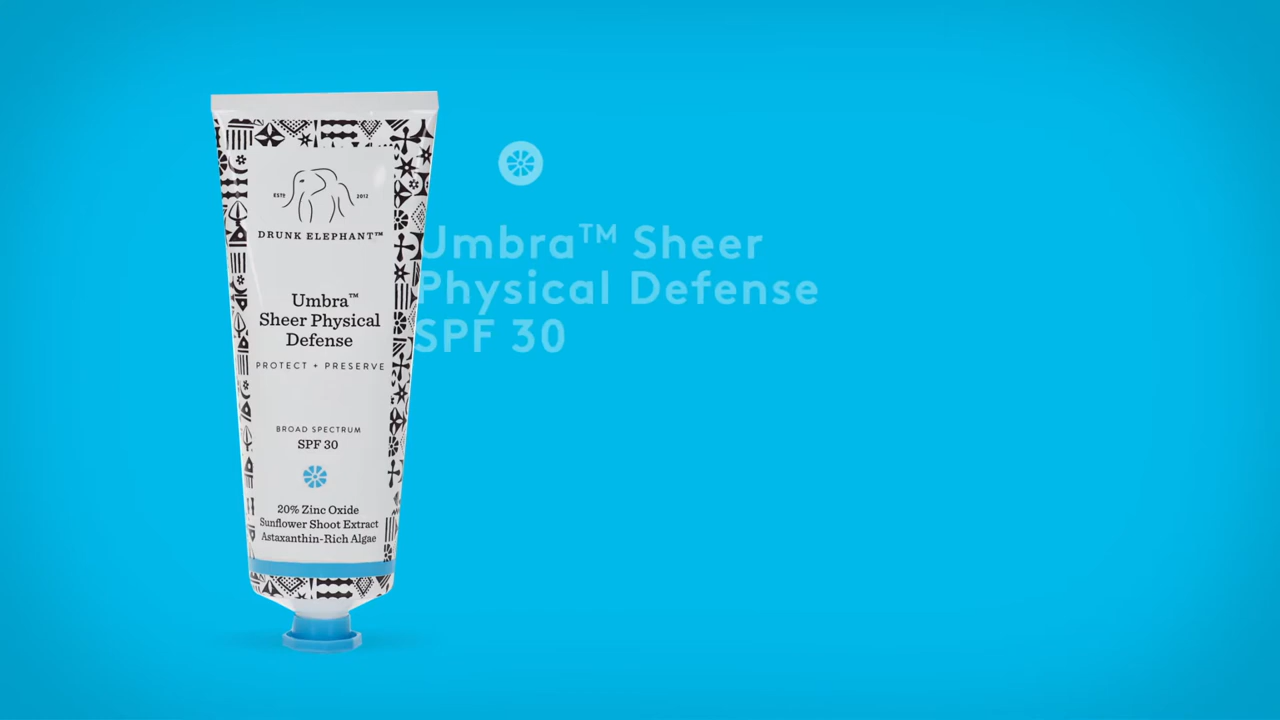 ESTD 2012
DRUNK ELEPHANT™
Umbra™
Sheer Physical
Defense
PROTECT + PRESERVE
BROAD SPECTRUM
SPF 30
20% Zinc Oxide
Sunflower Shoot Extract
Astaxanthin-Rich Algae
Umbra™ Sheer
Physical Defense
SPF 30